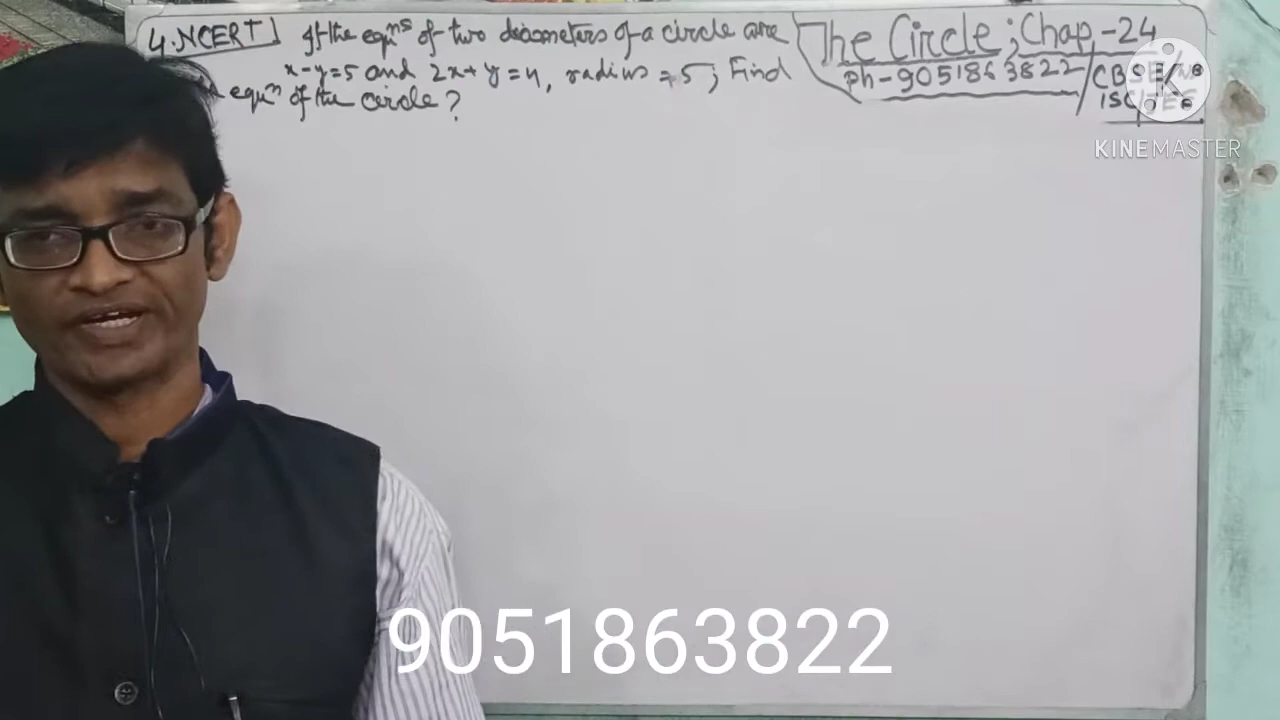 4. NCERT If the eqnˢ of two diameters of a circle are
x-y=5 and 2x+y=4, radius = 5; Find
eqn of the circle?
The Circle; Chap-24
ph-9051863822
ISC
KINEMASTER
9051863822